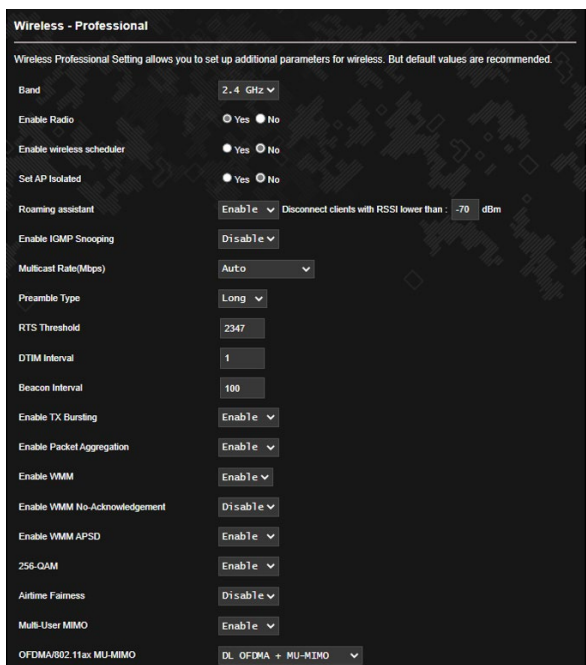 Wireless - Professional
Wireless Professional Setting allows you to set up additional parameters for wireless. But default values are recommended.
Band 2.4 GHz
Enable Radio Yes No
Enable wireless scheduler Yes No
Set AP Isolated Yes No
Roaming assistant Enable Disconnect clients with RSSI lower than : -70 dBm
Enable IGMP Snooping Disable
Multicast Rate(Mbps) Auto
Preamble Type Long
RTS Threshold 2347
DTIM Interval 1
Beacon Interval 100
Enable TX Bursting Enable
Enable Packet Aggregation Enable
Enable WMM Enable
Enable WMM No-Acknowledgement Disable
Enable WMM APSD Enable
256-QAM Enable
Airtime Fairness Disable
Multi-User MIMO Enable
OFDMA/802.11ax MU-MIMO DL OFDMA + MU-MIMO